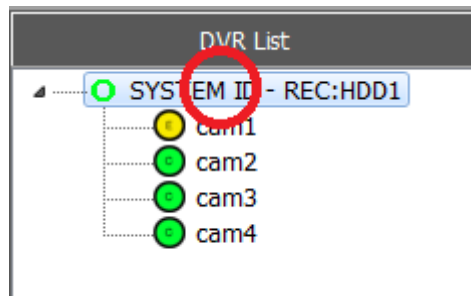 DVR List
SYSTEM ID - REC:HDD1
E cam1
C cam2
C cam3
C cam4